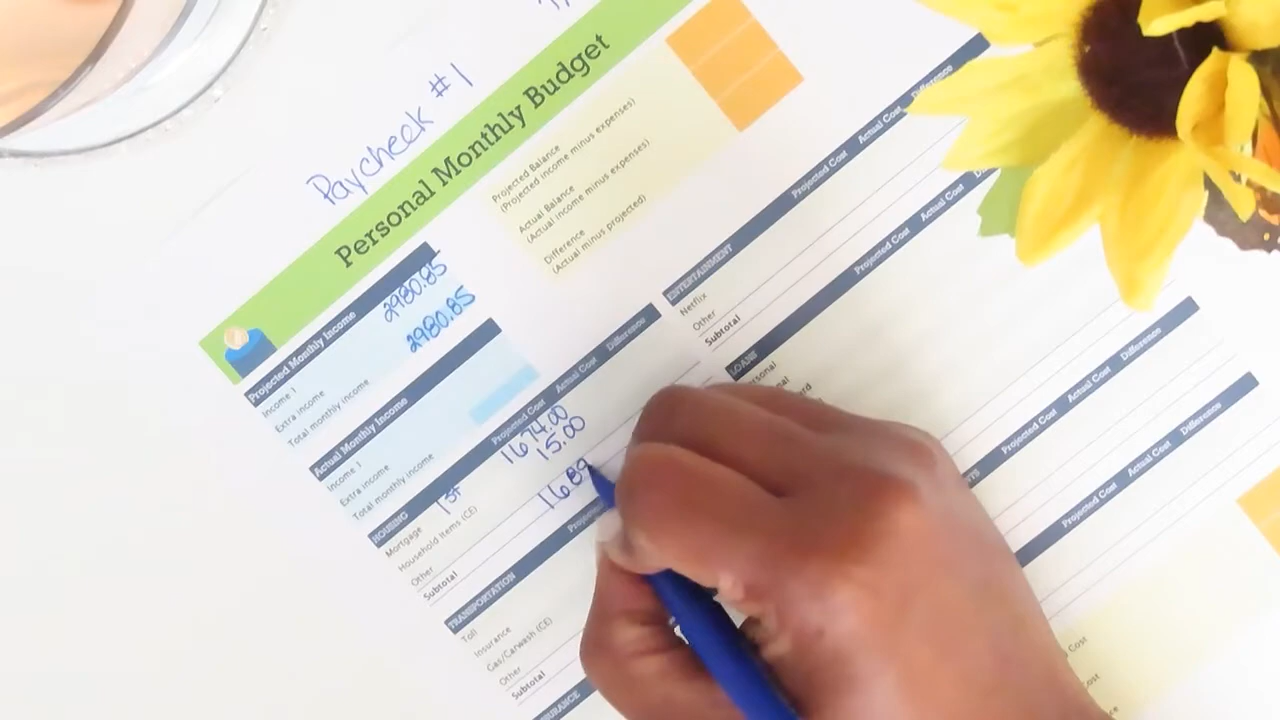 Paycheck #1
Personal Monthly Budget
Projected Balance
(Projected income minus expenses)
Actual Balance
(Actual income minus expenses)
Difference
(Actual minus projected)
Projected Monthly Income
Income 1 2980.85
Extra income
Total monthly income 2980.85
Actual Monthly Income
Income 1
Extra income
Total monthly income
HOUSING Projected Cost Actual Cost Difference
Mortgage 1st 1674.00
Household Items (CE) 15.00
Other
Subtotal 1689
TRANSPORTATION
Toll
Insurance
Gas/Carwash (CE)
Other
Subtotal
ENTERTAINMENT Projected Cost Actual Cost Difference
Netflix
Other
Subtotal
LOANS Projected Cost Actual Cost
Projected Cost Actual Cost Difference
Projected Cost Actual Cost Difference